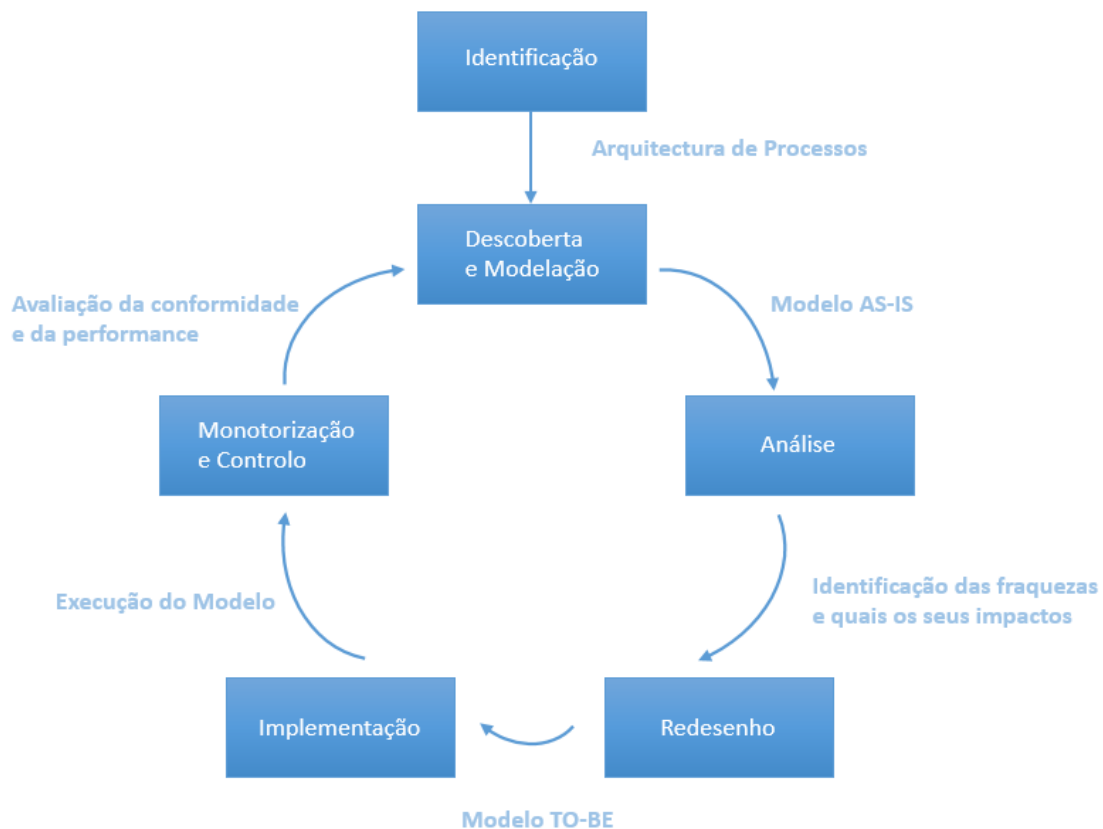 Identificação
Arquitectura de Processos
Descoberta
e Modelação
Avaliação da conformidade
e da performance
Modelo AS-IS
Monotorização
e Controlo
Análise
Execução do Modelo
Identificação das fraquezas
e quais os seus impactos
Implementação
Redesenho
Modelo TO-BE